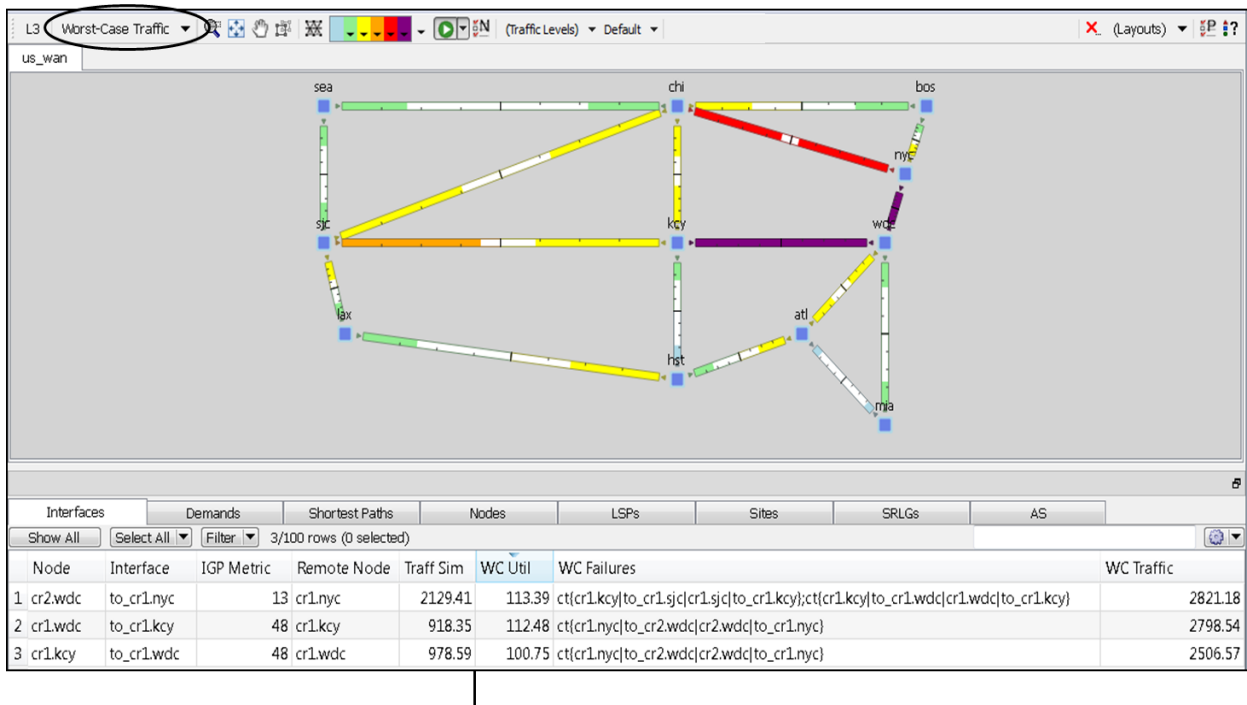 L3 Worst-Case Traffic N (Traffic Levels) Default (Layouts) P ?
us_wan
sea chi bos
nyc
sjc kcy wdc
lax atl
hst
mia
Interfaces Demands Shortest Paths Nodes LSPs Sites SRLGs AS
Show All Select All Filter 3/100 rows (0 selected)
Node Interface IGP Metric Remote Node Traff Sim WC Util WC Failures WC Traffic
1 cr2.wdc to_cr1.nyc 13 cr1.nyc 2129.41 113.39 ct{cr1.kcy|to_cr1.sjc|cr1.sjc|to_cr1.kcy};ct{cr1.kcy|to_cr1.wdc|cr1.wdc|to_cr1.kcy} 2821.18
2 cr1.wdc to_cr1.kcy 48 cr1.kcy 918.35 112.48 ct{cr1.nyc|to_cr2.wdc|cr2.wdc|to_cr1.nyc} 2798.54
3 cr1.kcy to_cr1.wdc 48 cr1.wdc 978.59 100.75 ct{cr1.nyc|to_cr2.wdc|cr2.wdc|to_cr1.nyc} 2506.57